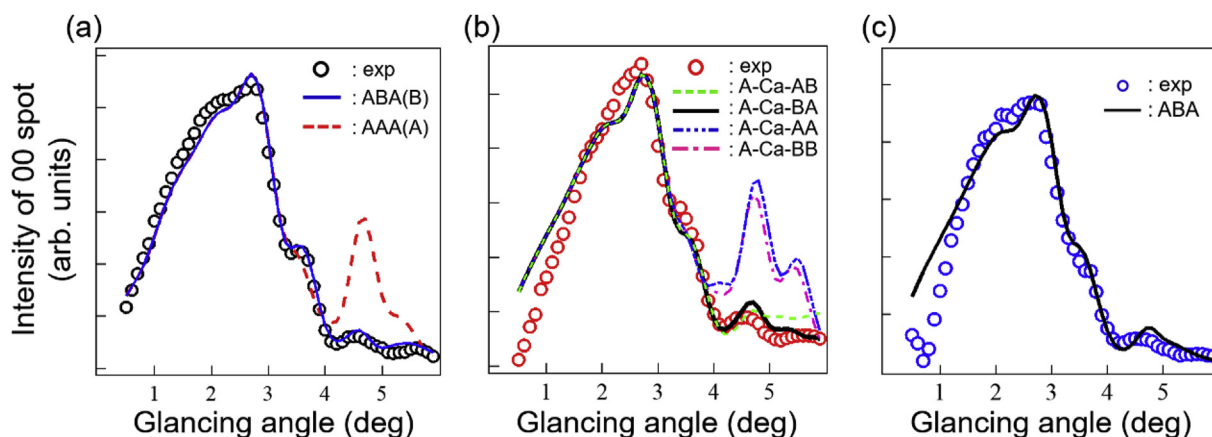 (a)
: exp
: ABA(B)
: AAA(A)
Intensity of 00 spot
(arb. units)
1 2 3 4 5
Glancing angle (deg)
(b)
: exp
: A-Ca-AB
: A-Ca-BA
: A-Ca-AA
: A-Ca-BB
1 2 3 4 5
Glancing angle (deg)
(c)
: exp
: ABA
1 2 3 4 5
Glancing angle (deg)